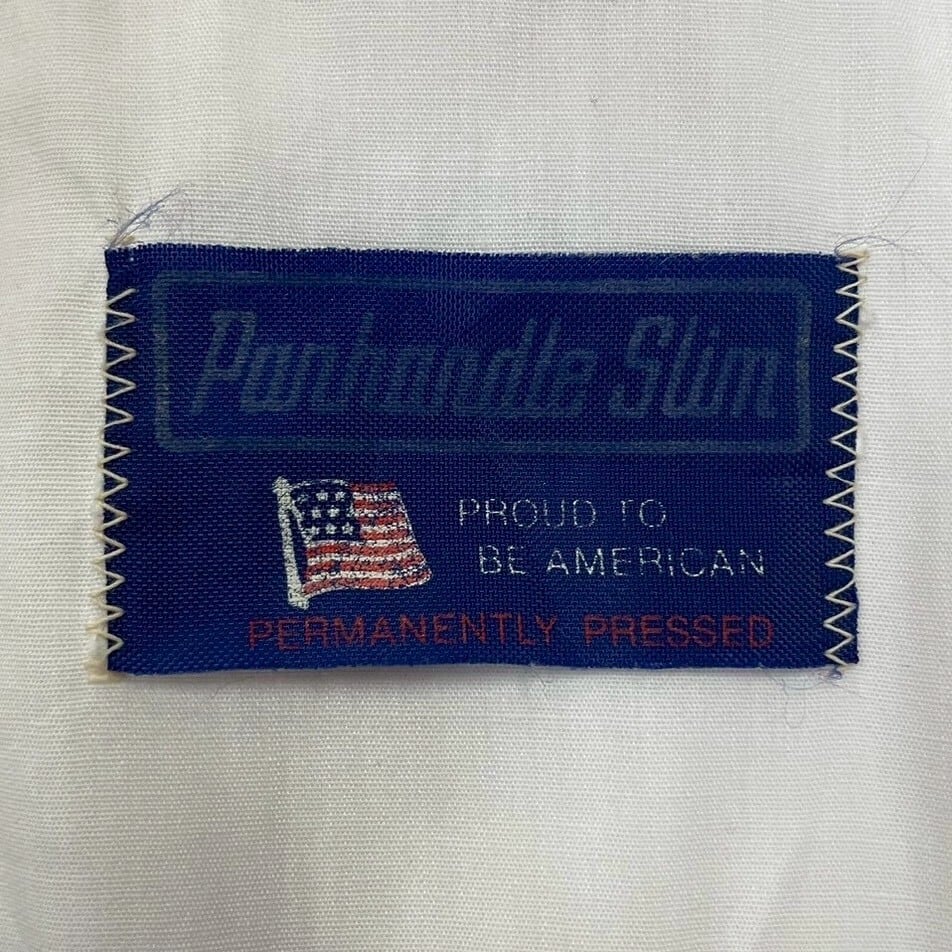 Panhandle Slim
PROUD TO
BE AMERICAN
PERMANENTLY PRESSED